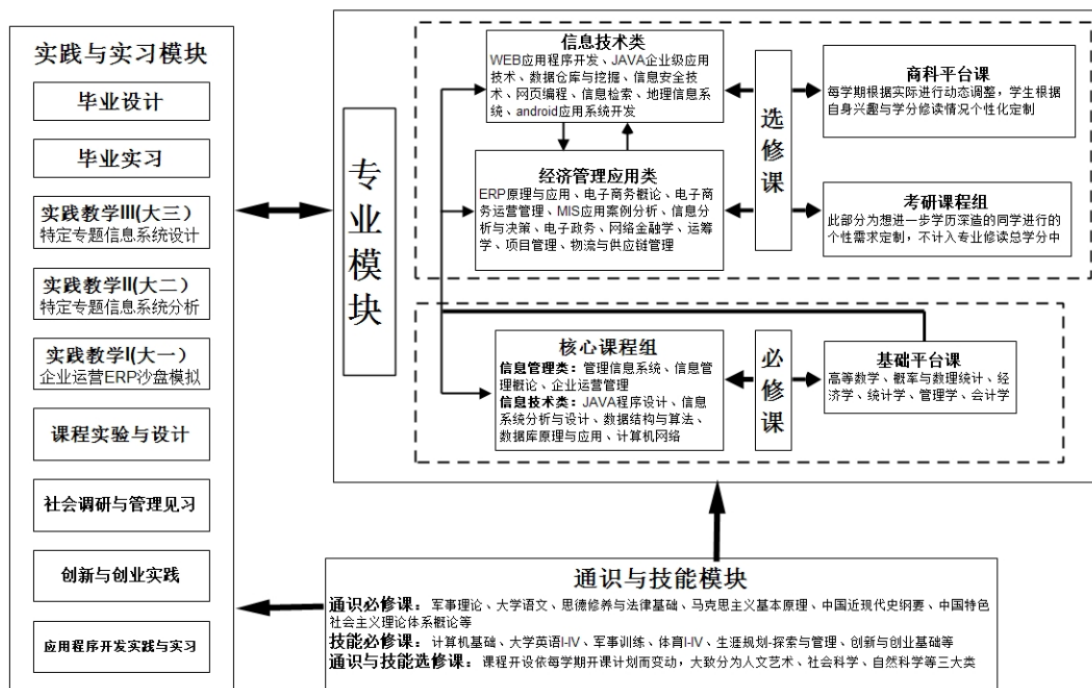 实践与实习模块
毕业设计
毕业实习
实践教学III(大三)
特定专题信息系统设计
实践教学II(大二)
特定专题信息系统分析
实践教学I(大一)
企业运营ERP沙盘模拟
课程实验与设计
社会调研与管理见习
创新与创业实践
应用程序开发实践与实习
专业模块
信息技术类
WEB应用程序开发、JAVA企业级应用
技术、数据仓库与挖掘、信息安全技
术、网页编程、信息检索、地理信息系
统、android应用系统开发
经济管理应用类
ERP原理与应用、电子商务概论、电子商
务运营管理、MIS应用案例分析、信息分
析与决策、电子政务、网络金融学、运筹
学、项目管理、物流与供应链管理
选修课
商科平台课
每学期根据实际进行动态调整，学生根据
自身兴趣与学分修读情况个性化定制
考研课程组
此部分为想进一步学历深造的同学进行的
个性需求定制，不计入专业修读总学分中
核心课程组
信息管理类：管理信息系统、信息管
理概论、企业运营管理
信息技术类：JAVA程序设计、信息
系统分析与设计、数据结构与算法、
数据库原理与应用、计算机网络
必修课
基础平台课
高等数学、概率与数理统计、经
济学、统计学、管理学、会计学
通识与技能模块
通识必修课：军事理论、大学语文、思德修养与法律基础、马克思主义基本原理、中国近现代史纲要、中国特色
社会主义理论体系概论等
技能必修课：计算机基础、大学英语I-IV、军事训练、体育I-IV、生涯规划-探索与管理、创新与创业基础等
通识与技能选修课：课程开设依每学期开课计划而变动，大致分为人文艺术、社会科学、自然科学等三大类